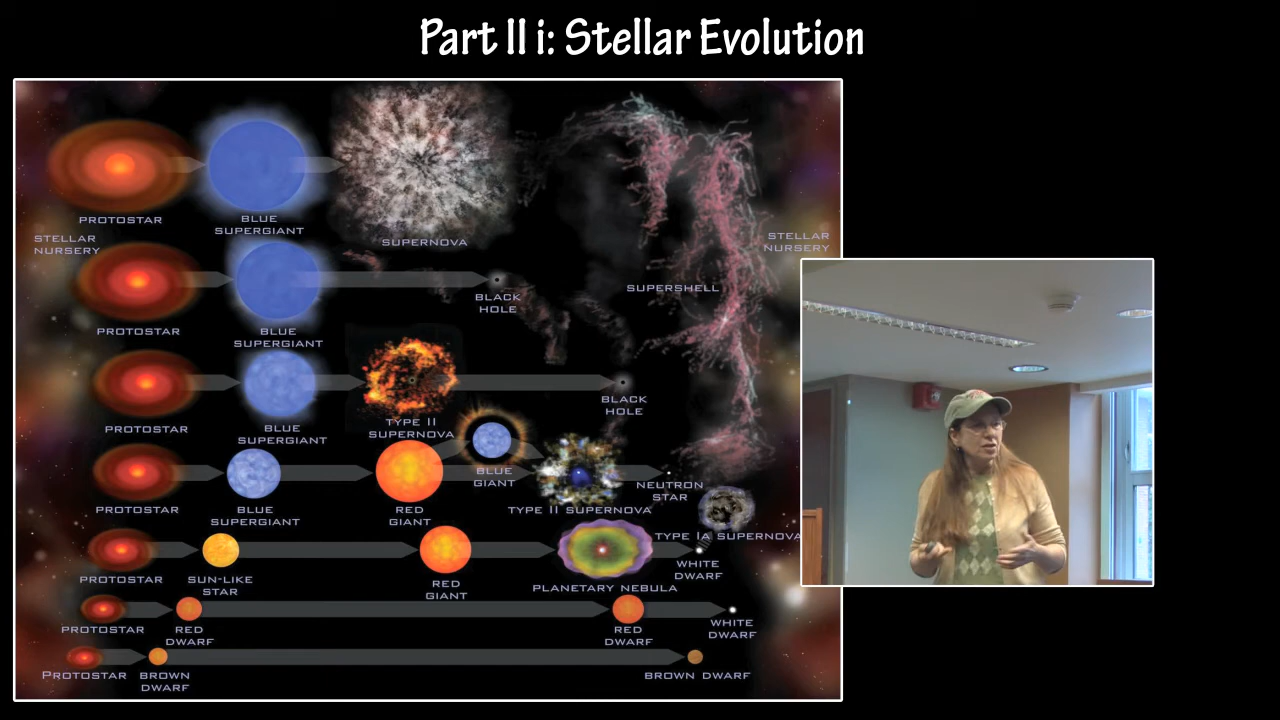 Part II i: Stellar Evolution
PROTOSTAR
BLUE
SUPERGIANT
SUPERNOVA
STELLAR
NURSERY
STELLAR
NURSERY
PROTOSTAR
BLUE
SUPERGIANT
BLACK
HOLE
SUPERSHELL
PROTOSTAR
BLUE
SUPERGIANT
TYPE II
SUPERNOVA
BLACK
HOLE
PROTOSTAR
BLUE
SUPERGIANT
RED
GIANT
BLUE
GIANT
TYPE II SUPERNOVA
NEUTRON
STAR
TYPE IA SUPERNOVA
PROTOSTAR
SUN-LIKE
STAR
RED
GIANT
PLANETARY NEBULA
WHITE
DWARF
PROTOSTAR
RED
DWARF
RED
DWARF
WHITE
DWARF
PROTOSTAR
BROWN
DWARF
BROWN DWARF